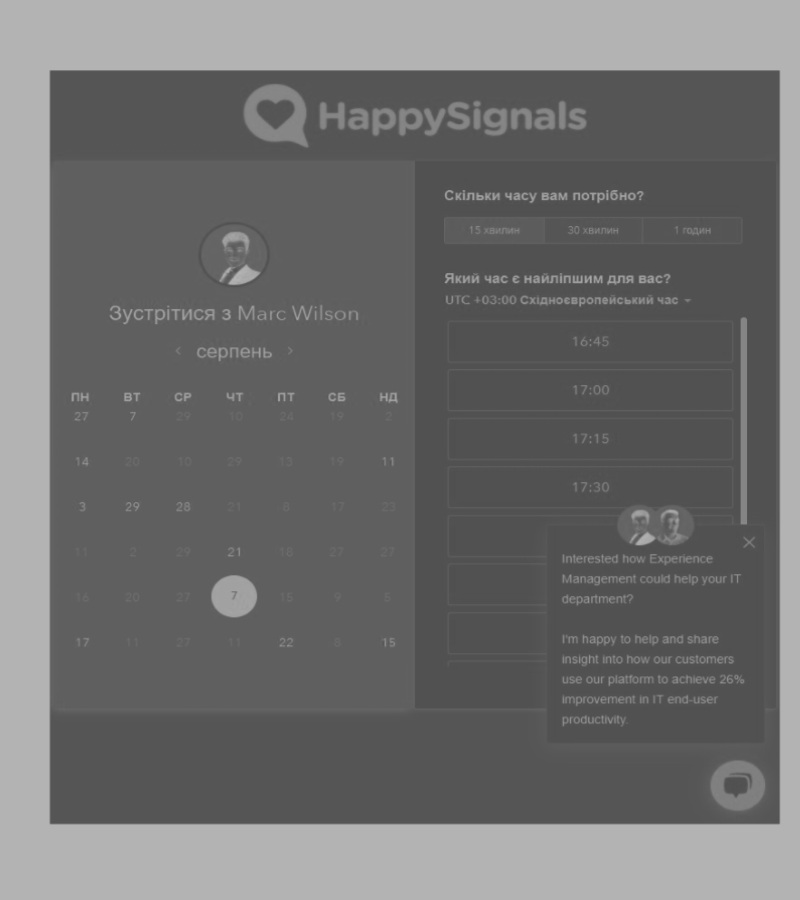 HappySignals
Зустрітися з Marc Wilson
серпень
ПН ВТ СР ЧТ ПТ СБ НД
27 7 29 10 24 19 2
14 20 10 29 13 19 11
3 29 28 21 6 17 23
11 2 29 21 18 27 27
16 20 27 7 15 9 5
17 11 27 11 22 6 15
Скільки часу вам потрібно?
15 хвилин 30 хвилин 1 годин
Який час є найліпшим для вас?
UTC +03:00 Східноєвропейський час
16:45
17:00
17:15
17:30
Interested how Experience
Management could help your IT
department?
I'm happy to help and share
insight into how our customers
use our platform to achieve 26%
improvement in IT end-user
productivity.